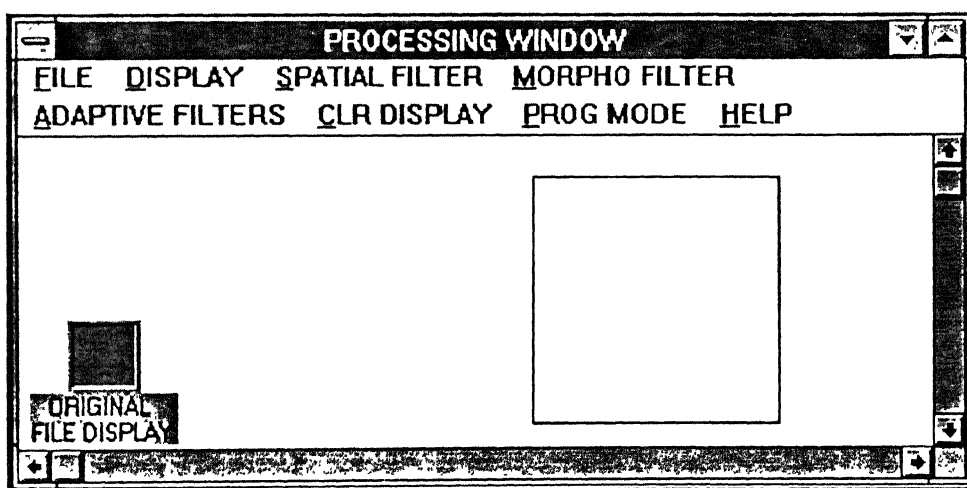 PROCESSING WINDOW
FILE DISPLAY SPATIAL FILTER MORPHO FILTER
ADAPTIVE FILTERS CLR DISPLAY PROG MODE HELP
ORIGINAL
FILE DISPLAY